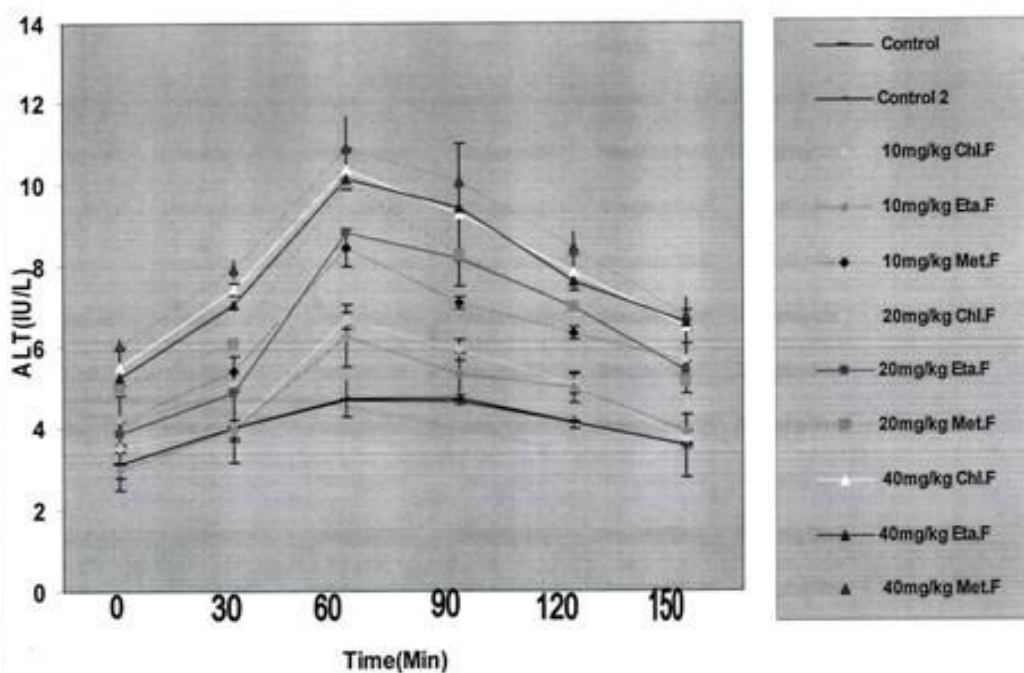 14
12
10
8
6
4
2
0
ALT(IU/L)
0 30 60 90 120 150
Time(Min)
Control
Control 2
10mg/kg Chl.F
10mg/kg Eta.F
10mg/kg Met.F
20mg/kg Chl.F
20mg/kg Eta.F
20mg/kg Met.F
40mg/kg Chl.F
40mg/kg Eta.F
40mg/kg Met.F